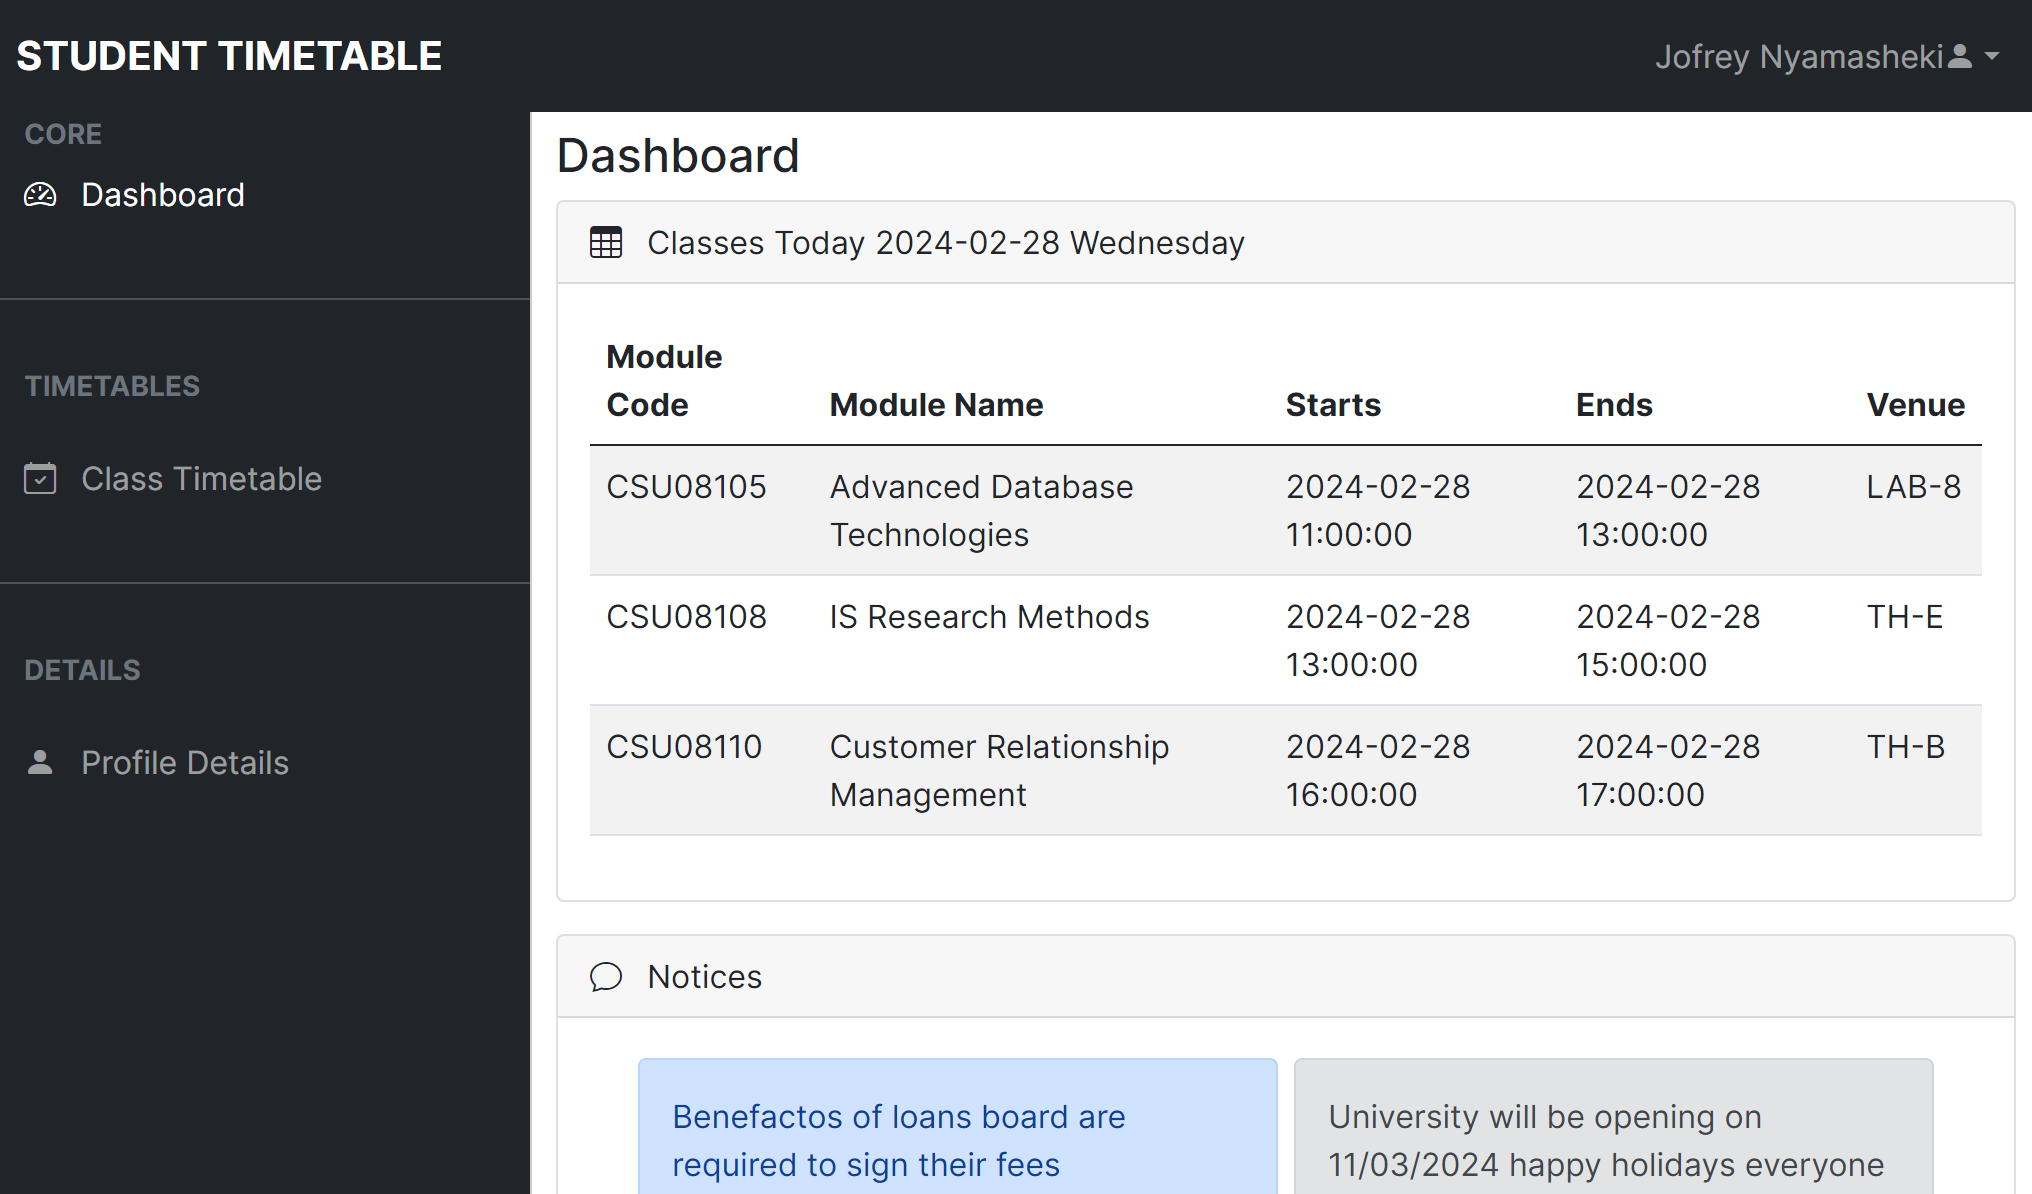 STUDENT TIMETABLE
Jofrey Nyamasheki
CORE
Dashboard
TIMETABLES
Class Timetable
DETAILS
Profile Details
Dashboard
Classes Today 2024-02-28 Wednesday
Module
Code Module Name Starts Ends Venue
CSU08105 Advanced Database 2024-02-28 2024-02-28 LAB-8
Technologies 11:00:00 13:00:00
CSU08108 IS Research Methods 2024-02-28 2024-02-28 TH-E
13:00:00 15:00:00
CSU08110 Customer Relationship 2024-02-28 2024-02-28 TH-B
Management 16:00:00 17:00:00
Notices
Benefactos of loans board are
required to sign their fees
University will be opening on
11/03/2024 happy holidays everyone